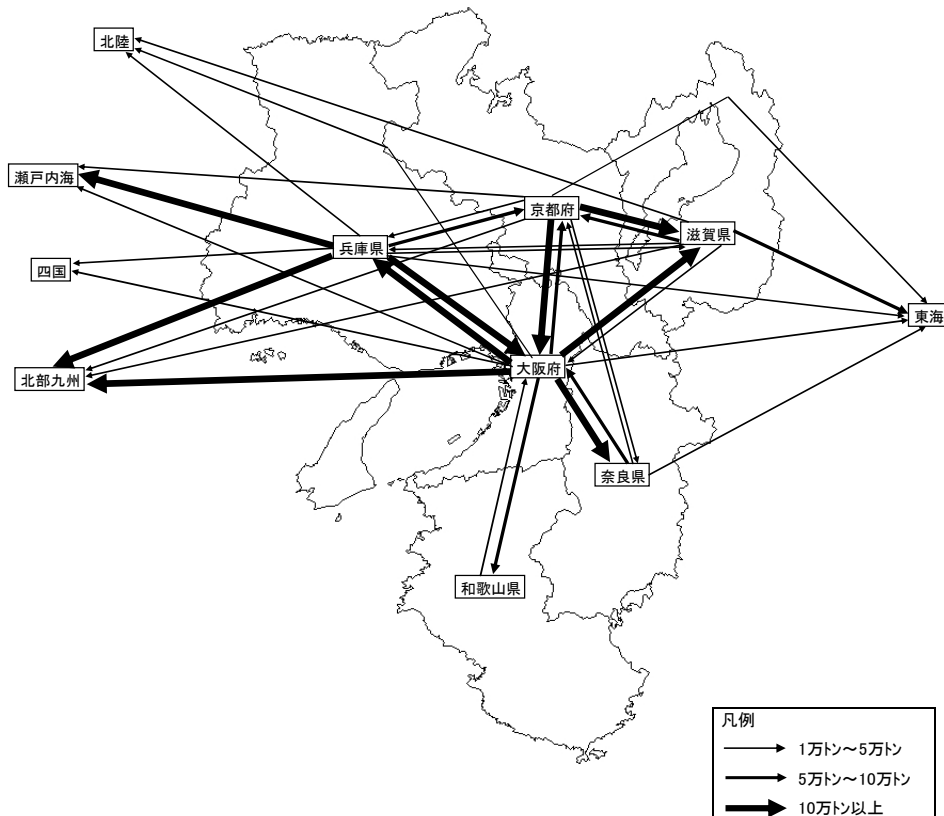 北陸
瀬戸内海
京都府
滋賀県
兵庫県
四国
東海
大阪府
北部九州
奈良県
和歌山県
凡例
1万トン～5万トン
5万トン～10万トン
10万トン以上